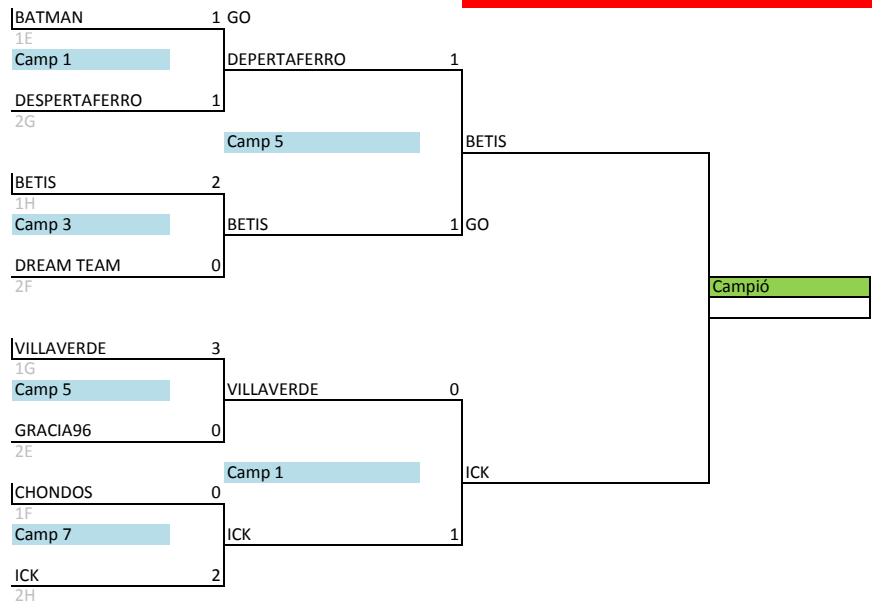 BATMAN 1 GO
1E
Camp 1 DEPERTAFERRO 1
DESPERTAFERRO 1
2G
Camp 5 BETIS
BETIS 2
1H
Camp 3 BETIS 1 GO
DREAM TEAM 0
2F Campió
VILLAVERDE 3
1G
Camp 5 VILLAVERDE 0
GRACIA96 0
2E
Camp 1 ICK
CHONDOS 0
1F
Camp 7 ICK 1
ICK 2
2H